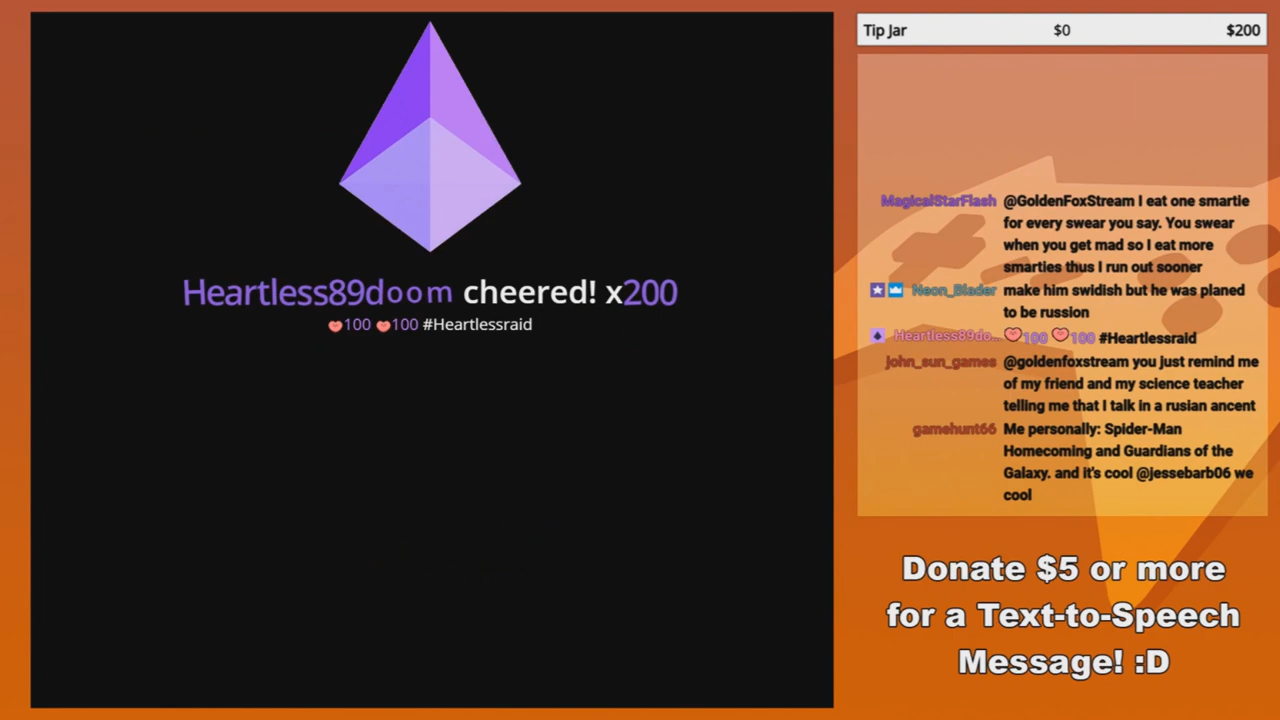 Tip Jar $0 $200
Heartless89doom cheered! x200
100 100 #Heartlessraid
MagicalStarFlash @GoldenFoxStream I eat one smartie
for every swear you say. You swear
when you get mad so I eat more
smarties thus I run out sooner
Neon_Blader make him swidish but he was planed
to be russion
Heartless89do... 100 100 #Heartlessraid
john_sun_games @goldenfoxstream you just remind me
of my friend and my science teacher
telling me that I talk in a rusian ancent
gamehunt66 Me personally: Spider-Man
Homecoming and Guardians of the
Galaxy. and it's cool @jessebarb06 we
cool
Donate $5 or more
for a Text-to-Speech
Message! :D